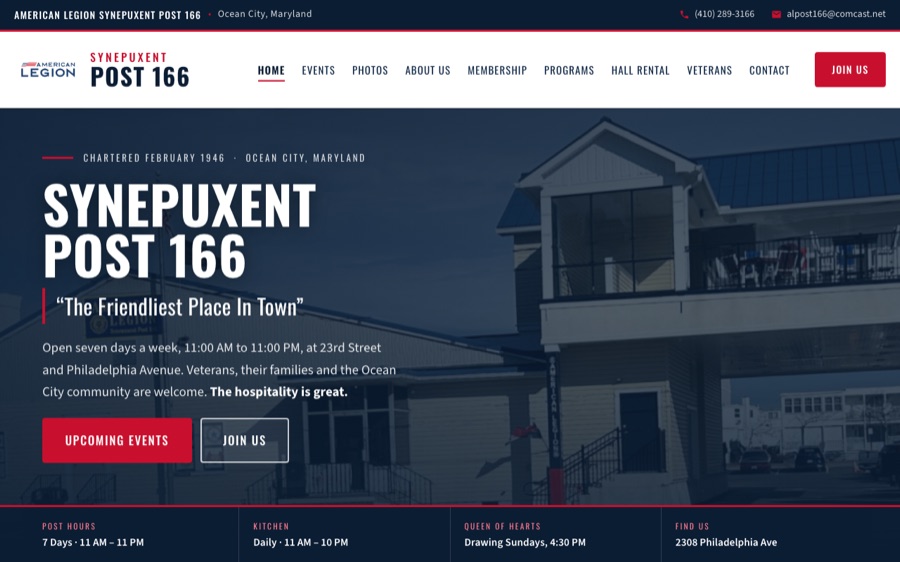 AMERICAN LEGION SYNEPUXENT POST 166 • Ocean City, Maryland
(410) 289-3166
alpost166@comcast.net
AMERICAN
LEGION
SYNEPUXENT
POST 166
HOME EVENTS PHOTOS ABOUT US MEMBERSHIP PROGRAMS HALL RENTAL VETERANS CONTACT JOIN US
CHARTERED FEBRUARY 1946 · OCEAN CITY, MARYLAND
SYNEPUXENT
POST 166
“The Friendliest Place In Town”
Open seven days a week, 11:00 AM to 11:00 PM, at 23rd Street
and Philadelphia Avenue. Veterans, their families and the Ocean
City community are welcome. The hospitality is great.
UPCOMING EVENTS JOIN US
POST HOURS
7 Days · 11 AM – 11 PM
KITCHEN
Daily · 11 AM – 10 PM
QUEEN OF HEARTS
Drawing Sundays, 4:30 PM
FIND US
2308 Philadelphia Ave